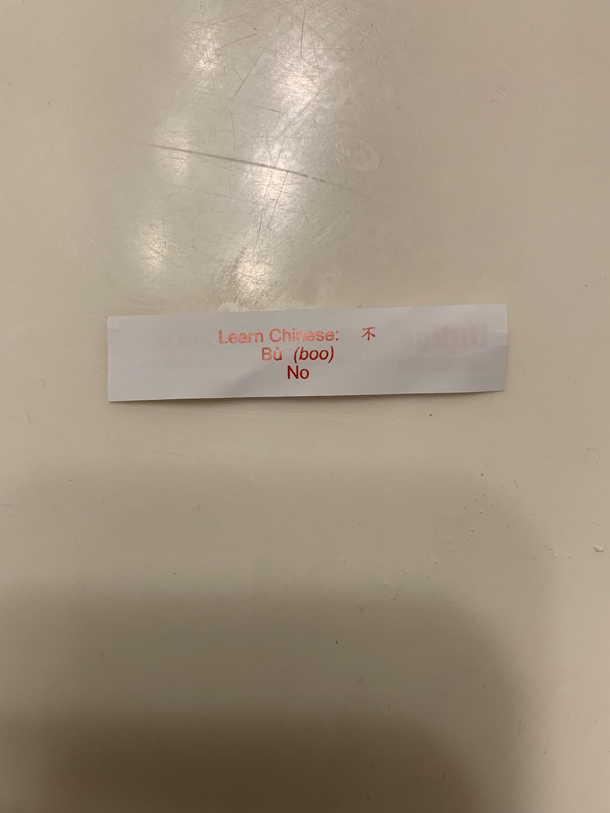 Learn Chinese: 不
Bù (boo)
No